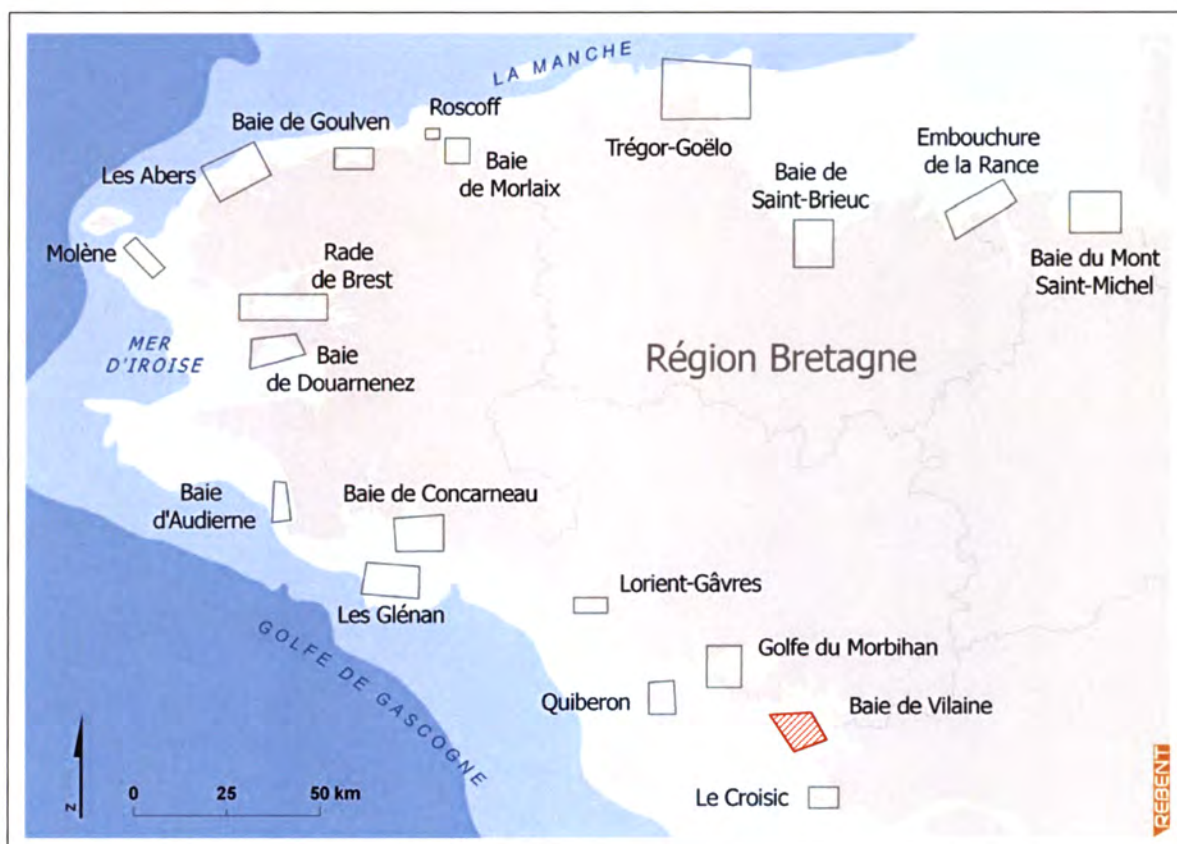 LA MANCHE
Roscoff
Baie de Goulven
Trégor-Goëlo
Embouchure
de la Rance
Les Abers
Baie
de Morlaix
Baie de
Saint-Brieuc
Molène
Rade
de Brest
Baie du Mont
Saint-Michel
MER
D'IROISE
Baie
de Douarnenez
Région Bretagne
Baie
d'Audierne
Baie de Concarneau
Les Glénan
Lorient-Gâvres
GOLFE DE GASCOGNE
Golfe du Morbihan
Quiberon
Baie de Vilaine
Le Croisic
N
0 25 50 km
REBENT